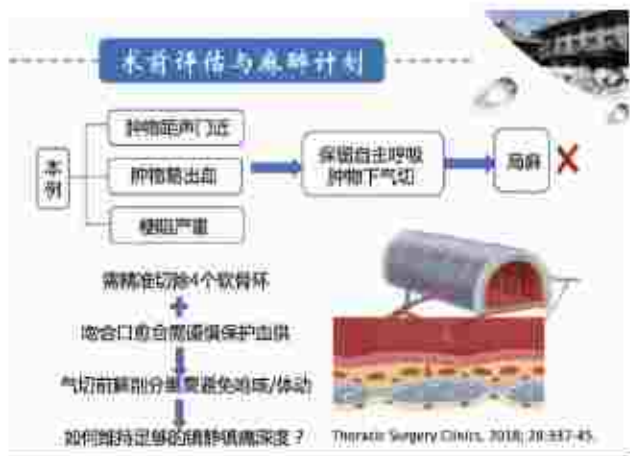 术前评估与麻醉计划
本例
肿物距声门近
肿物易出血
梗阻严重
保留自主呼吸
肿物下气切
局麻
需精准切除4个软骨环
吻合口愈合需谨慎保护血供
气切前解剖分离需避免呛咳/体动
如何维持足够的镇静镇痛深度？
Thoracic Surgery Clinics, 2018; 28:337-45.